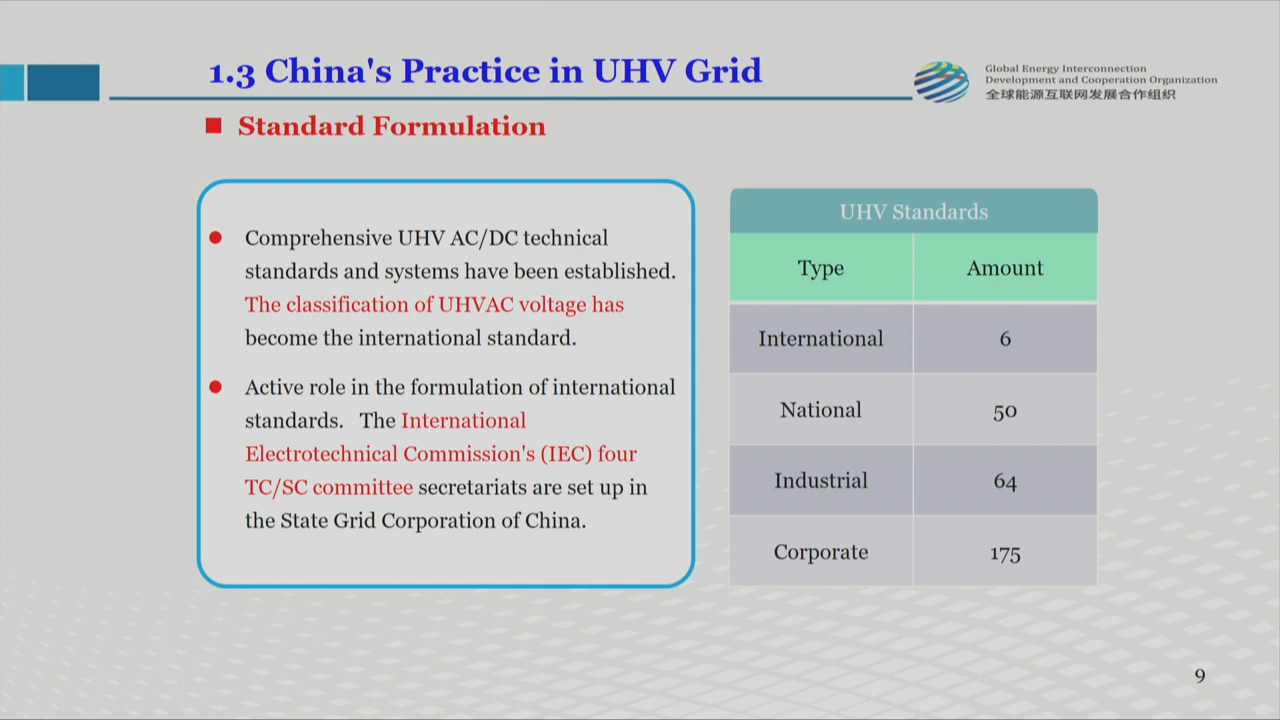 1.3 China's Practice in UHV Grid
Global Energy Interconnection
Development and Cooperation Organization
全球能源互联网发展合作组织
Standard Formulation
Comprehensive UHV AC/DC technical
standards and systems have been established.
The classification of UHVAC voltage has
become the international standard.
Active role in the formulation of international
standards. The International
Electrotechnical Commission's (IEC) four
TC/SC committee secretariats are set up in
the State Grid Corporation of China.
UHV Standards
Type Amount
International 6
National 50
Industrial 64
Corporate 175
9